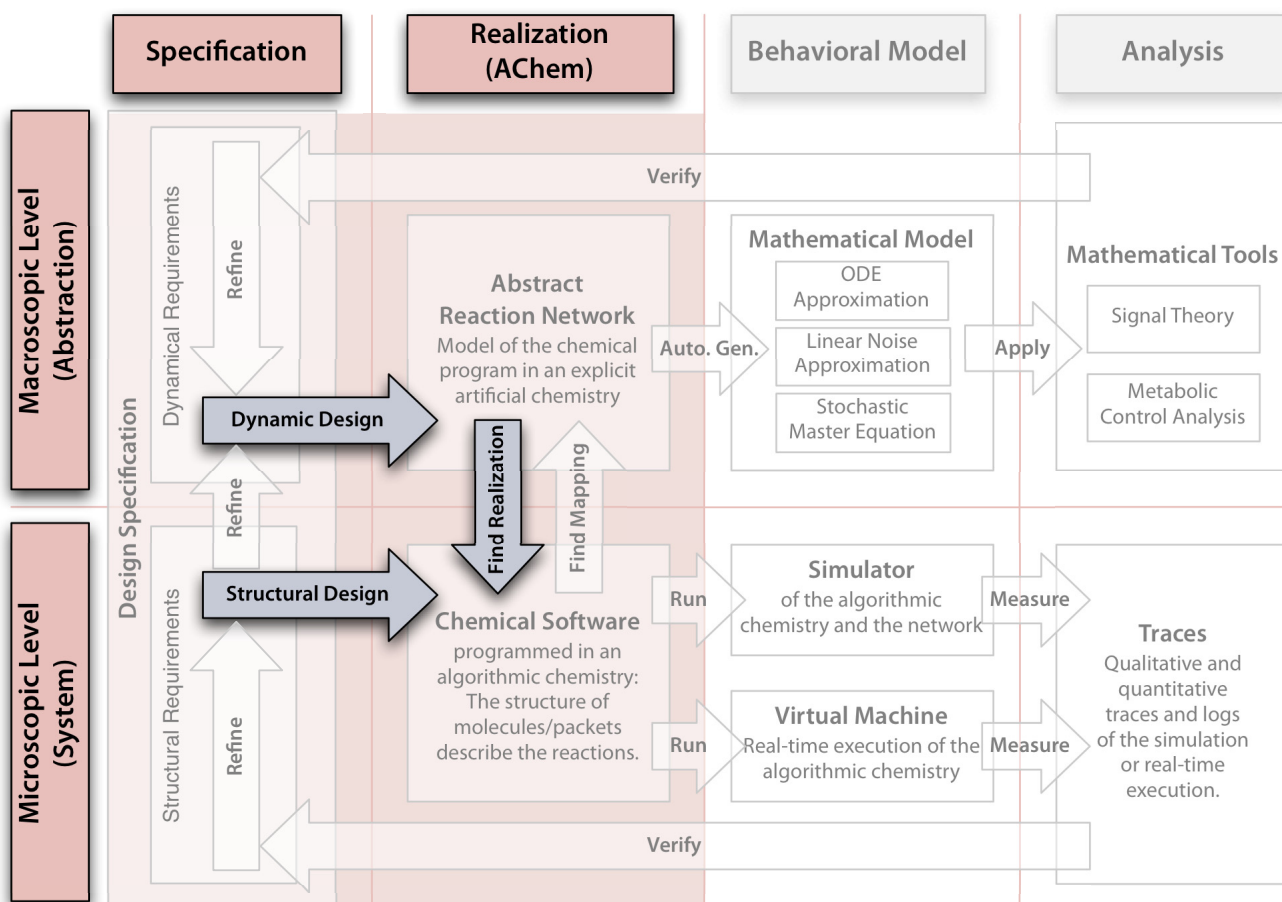 Specification
Realization
(AChem)
Behavioral Model
Analysis
Macroscopic Level
(Abstraction)
Design Specification
Dynamical Requirements
Refine
Verify
Dynamic Design
Refine
Abstract
Reaction Network
Model of the chemical
program in an explicit
artificial chemistry
Auto. Gen.
Mathematical Model
ODE
Approximation
Linear Noise
Approximation
Stochastic
Master Equation
Apply
Mathematical Tools
Signal Theory
Metabolic
Control Analysis
Find Realization
Find Mapping
Microscopic Level
(System)
Structural Requirements
Structural Design
Refine
Chemical Software
programmed in an
algorithmic chemistry:
The structure of
molecules/packets
describe the reactions.
Run
Simulator
of the algorithmic
chemistry and the network
Measure
Run
Virtual Machine
Real-time execution of the
algorithmic chemistry
Measure
Traces
Qualitative and
quantitative
traces and logs
of the simulation
or real-time
execution.
Verify